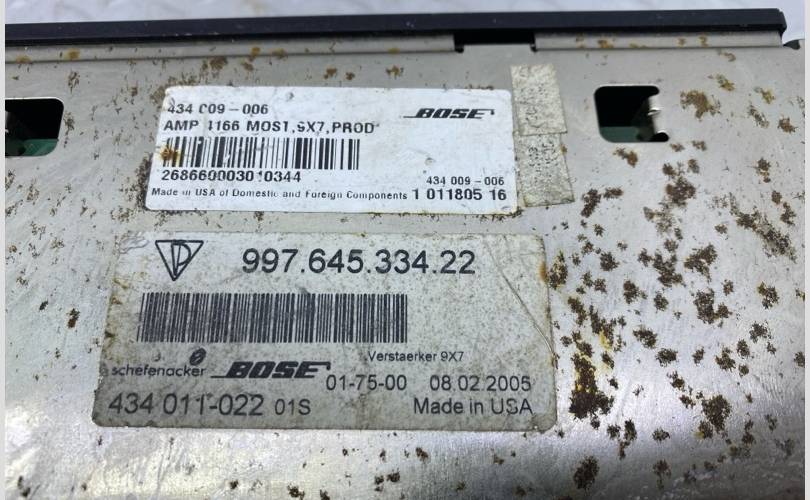 434 009-006
BOSE
AMP 4166 MOST,9X7,PROD
268660003010344
434 009-006
Made in USA of Domestic and Foreign Components 1 011805 16
997.645.334.22
Verstaerker 9X7
schefenacker BOSE
01-75-00 08.02.2005
434 011-022 01S Made in USA